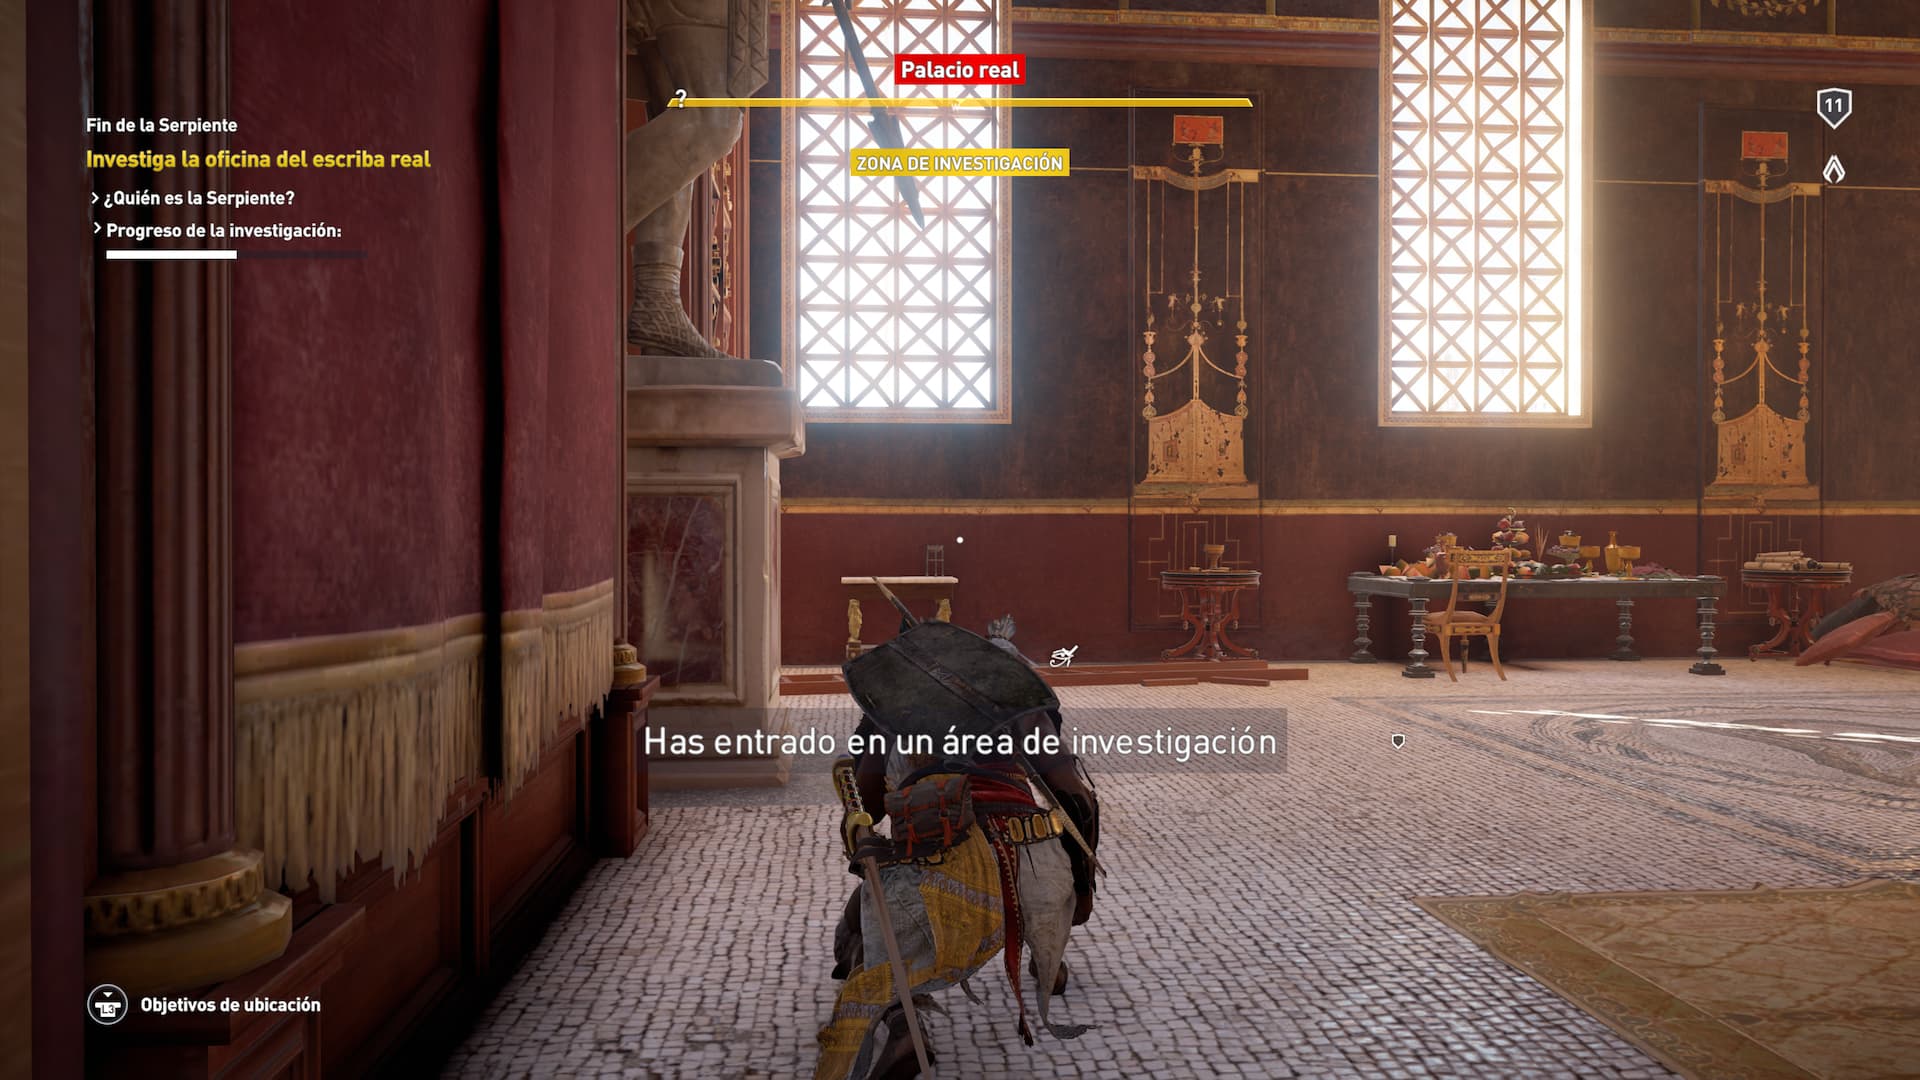 Palacio real
?
W
11
Fin de la Serpiente
Investiga la oficina del escriba real
ZONA DE INVESTIGACIÓN
¿Quién es la Serpiente?
Progreso de la investigación:
Has entrado en un área de investigación
L3
Objetivos de ubicación